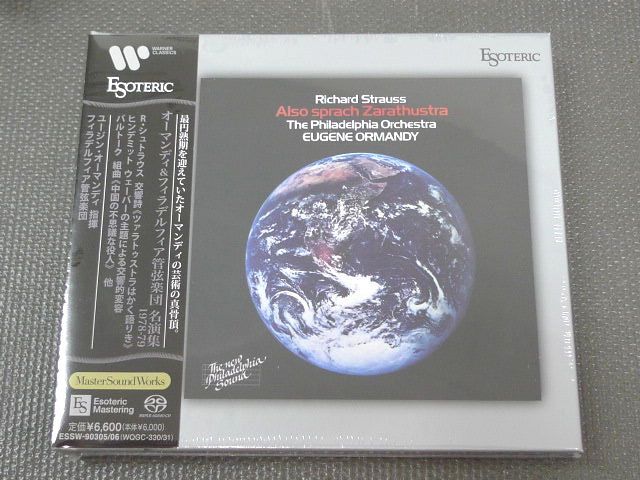 WARNER
CLASSICS
ESOTERIC
最円熟期を迎えていたオーマンディの芸術の真骨頂。
オーマンディ&フィラデルフィア管弦楽団 名演集
1978-79
R・シュトラウス 交響詩《ツァラトゥストラはかく語りき》
ヒンデミット ウェーバーの主題による交響的変容
バルトーク 組曲《中国の不思議な役人》 他
ユージン・オーマンディ 指揮
フィラデルフィア管弦楽団
MasterSoundWorks
Esoteric
Mastering
SUPER AUDIO CD
定価¥6,600(本体¥6,000)
ESSW-90305/06(WQGC-330/31)
ESOTERIC
Richard Strauss
Also sprach Zarathustra
The Philadelphia Orchestra
EUGENE ORMANDY
The new
Philadelphia
Sound